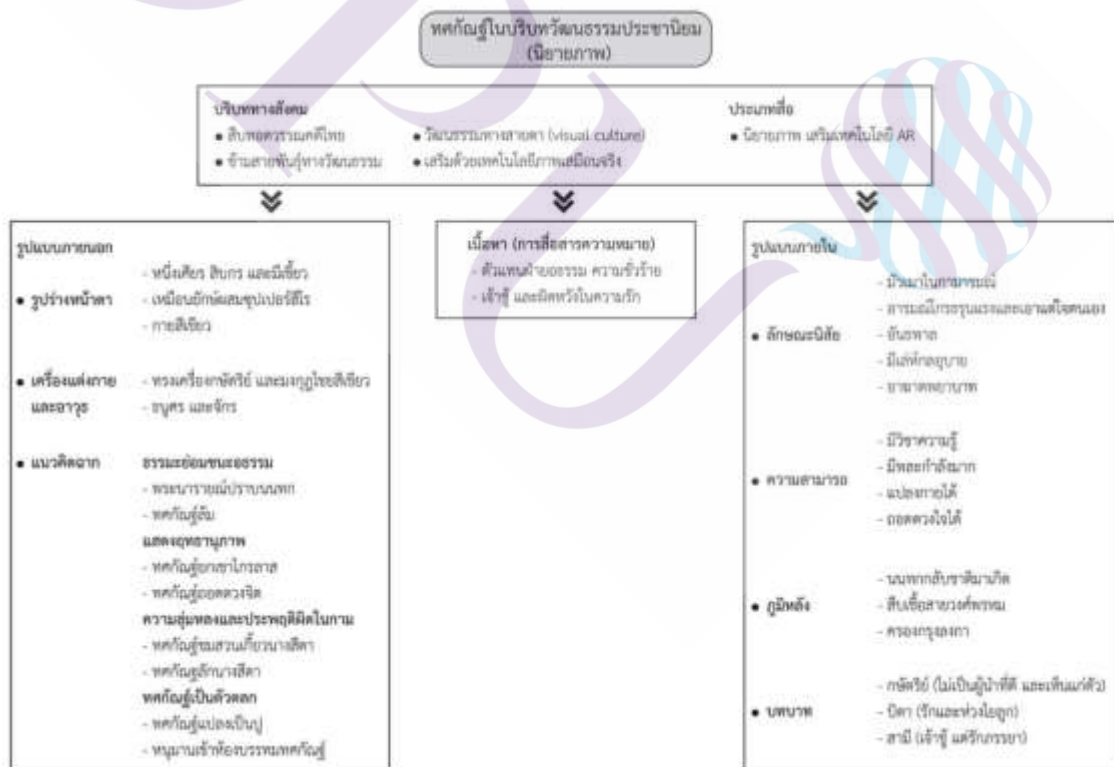 ทศกัณฐ์ในบริบทวัฒนธรรมประชานิยม
(นิยายภาพ)
บริบททางสังคม
● สืบทอดวรรณคดีไทย
● ข้ามสายพันธุ์ทางวัฒนธรรม
● วัฒนธรรมทางสายตา (visual culture)
● เสริมด้วยเทคโนโลยีภาพเสมือนจริง
ประเภทสื่อ
● นิยายภาพ เสริมเทคโนโลยี AR
รูปแบบภายนอก
● รูปร่างหน้าตา
- หนึ่งเศียร สิบกร และมีเขี้ยว
- เหมือนยักษ์ผสมซุปเปอร์ฮีโร่
- กายสีเขียว
● เครื่องแต่งกาย
และอาวุธ
- ทรงเครื่องกษัตริย์ และมงกุฎไชยสีเขียว
- ธนูศร และจักร
● แนวคิดฉาก
ธรรมะย่อมชนะอธรรม
- พระนารายณ์ปราบนนทก
- ทศกัณฐ์ล้ม
แสดงฤทธานุภาพ
- ทศกัณฐ์ยกเขาไกรลาส
- ทศกัณฐ์ถอดดวงจิต
ความลุ่มหลงและประพฤติผิดในกาม
- ทศกัณฐ์ชมสวนเกี้ยวนางสีดา
- ทศกัณฐ์ลักนางสีดา
ทศกัณฐ์เป็นตัวตลก
- ทศกัณฐ์แปลงเป็นปู
- หนุมานเข้าห้องบรรทมทศกัณฐ์
เนื้อหา (การสื่อสารความหมาย)
- ตัวแทนฝ่ายอธรรม ความชั่วร้าย
- เจ้าชู้ และผิดหวังในความรัก
รูปแบบภายใน
● ลักษณะนิสัย
- มัวเมาในกามารมณ์
- อารมณ์โกรธรุนแรงและเอาแต่ใจตนเอง
- อันธพาล
- มีเล่ห์กลอุบาย
- อาฆาตพยาบาท
● ความสามารถ
- มีวิชาความรู้
- มีพละกำลังมาก
- แปลงกายได้
- ถอดดวงใจได้
● ภูมิหลัง
- นนทกกลับชาติมาเกิด
- สืบเชื้อสายวงศ์พรหม
- ครองกรุงลงกา
● บทบาท
- กษัตริย์ (ไม่เป็นผู้นำที่ดี และเห็นแก่ตัว)
- บิดา (รักและห่วงใยลูก)
- สามี (เจ้าชู้ แต่รักภรรยา)